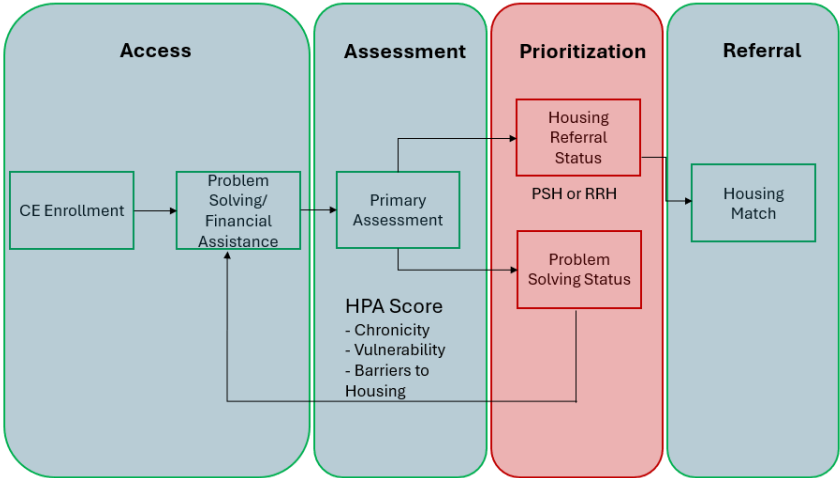 Access
Assessment
Prioritization
Referral
CE Enrollment
Problem
Solving/
Financial
Assistance
Primary
Assessment
HPA Score
- Chronicity
- Vulnerability
- Barriers to
Housing
Housing
Referral
Status
PSH or RRH
Problem
Solving Status
Housing
Match